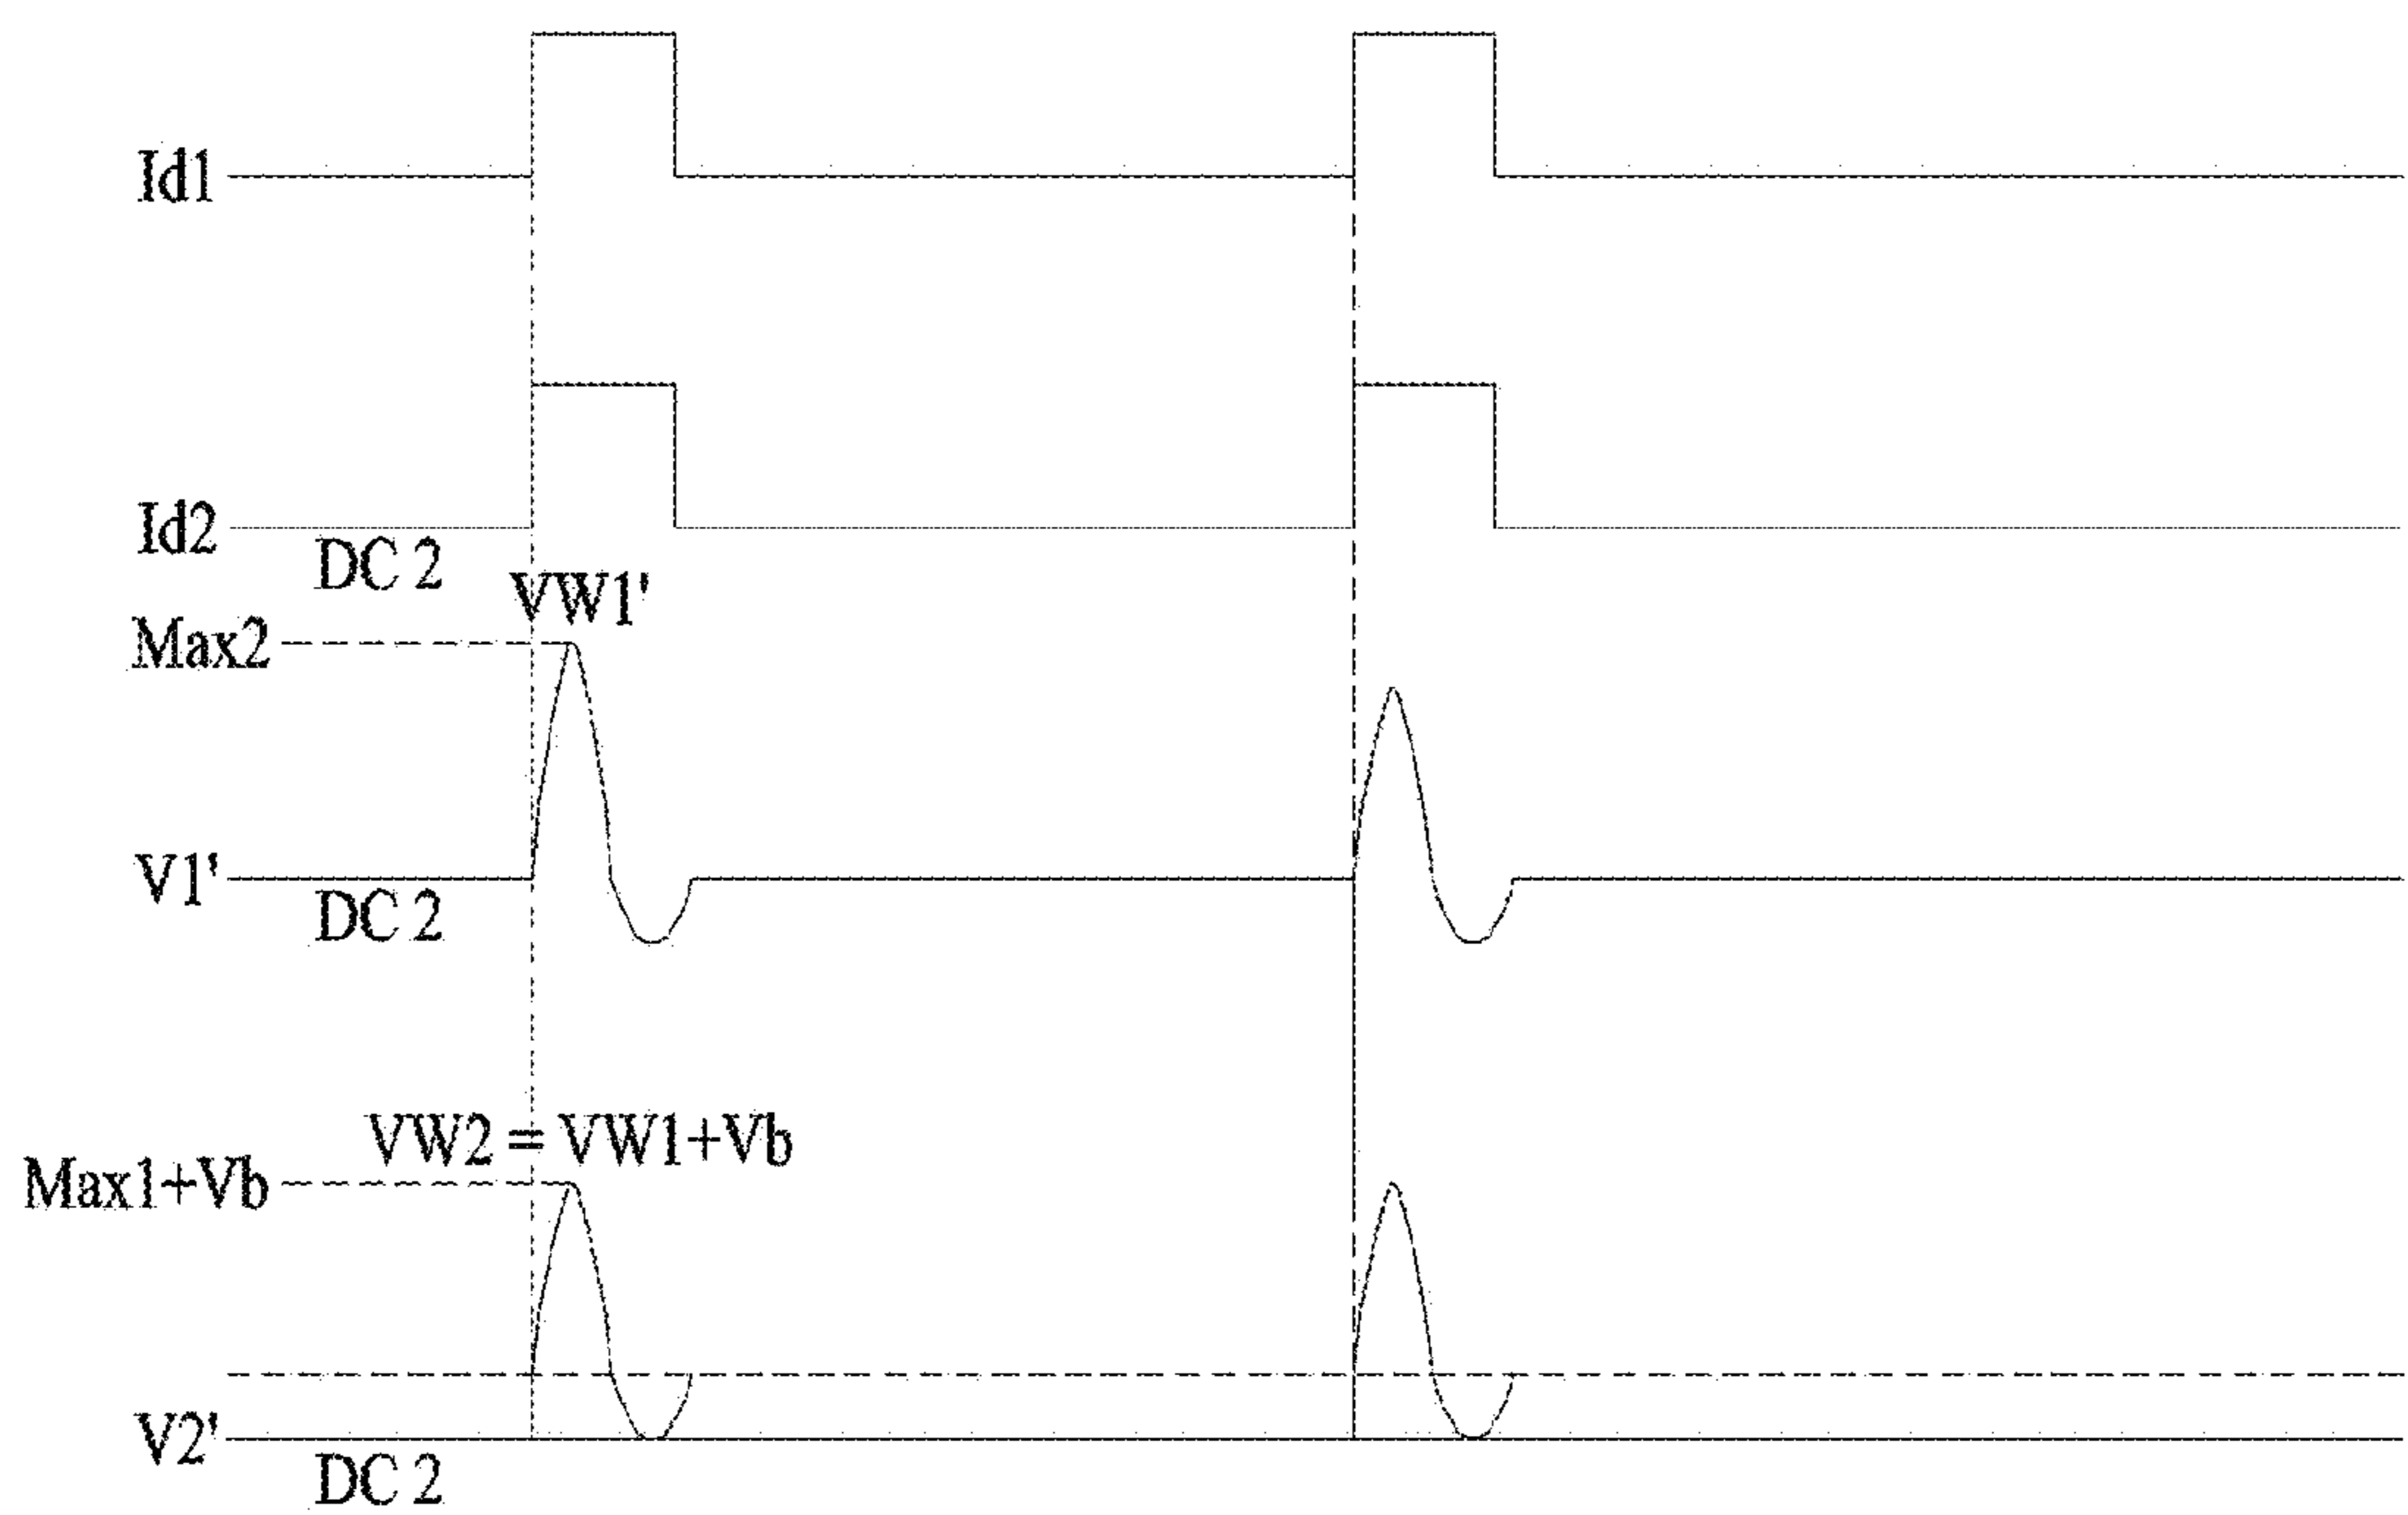 Id1
Id2
DC 2
VW1'
Max2
V1'
DC 2
VW2 = VW1+Vb
Max1+Vb
V2'
DC 2